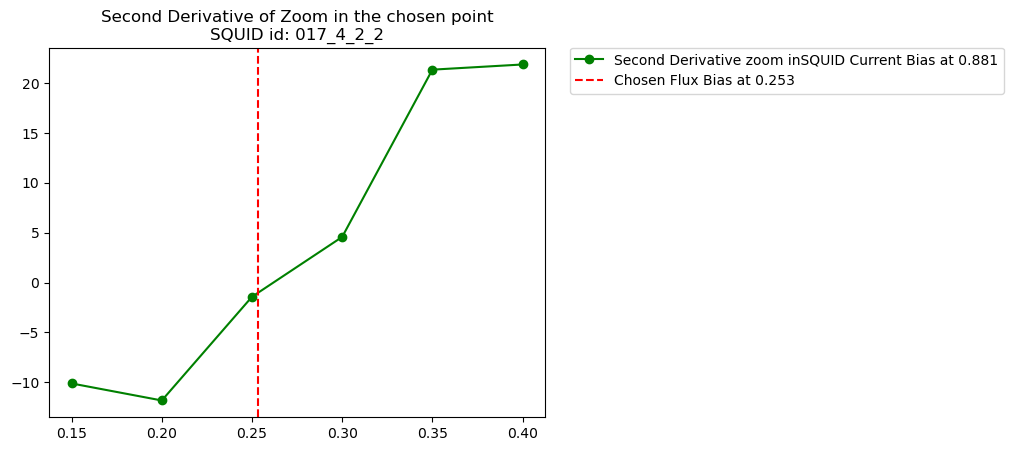 Second Derivative of Zoom in the chosen point
SQUID id: 017_4_2_2
Second Derivative zoom inSQUID Current Bias at 0.881
Chosen Flux Bias at 0.253
20
15
10
5
0
−5
−10
0.15 0.20 0.25 0.30 0.35 0.40